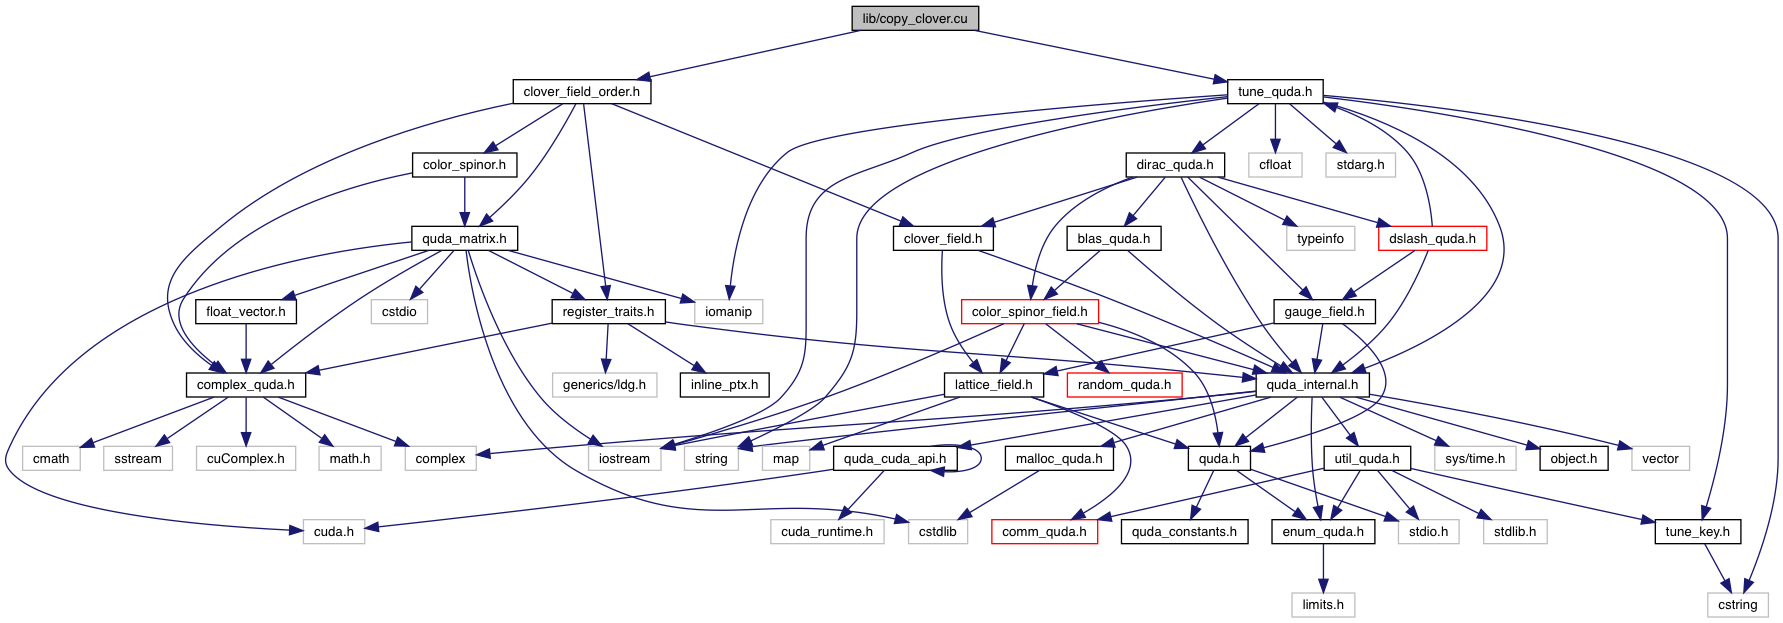 lib/copy_clover.cu
clover_field_order.h
tune_quda.h
color_spinor.h
dirac_quda.h
cfloat
stdarg.h
quda_matrix.h
clover_field.h
blas_quda.h
typeinfo
dslash_quda.h
float_vector.h
cstdio
register_traits.h
iomanip
color_spinor_field.h
gauge_field.h
complex_quda.h
generics/ldg.h
inline_ptx.h
lattice_field.h
random_quda.h
quda_internal.h
cmath
sstream
cuComplex.h
math.h
complex
iostream
string
map
quda_cuda_api.h
malloc_quda.h
quda.h
util_quda.h
sys/time.h
object.h
vector
cuda.h
cuda_runtime.h
cstdlib
comm_quda.h
quda_constants.h
enum_quda.h
stdio.h
stdlib.h
tune_key.h
limits.h
cstring